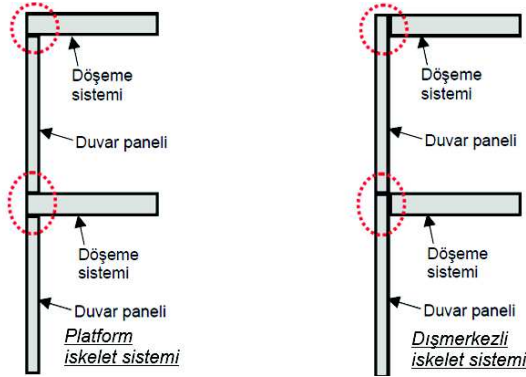 Döşeme
sistemi
Duvar paneli
Döşeme
sistemi
Duvar paneli
Platform
iskelet sistemi
Döşeme
sistemi
Duvar paneli
Döşeme
sistemi
Duvar paneli
Dışmerkezli
iskelet sistemi